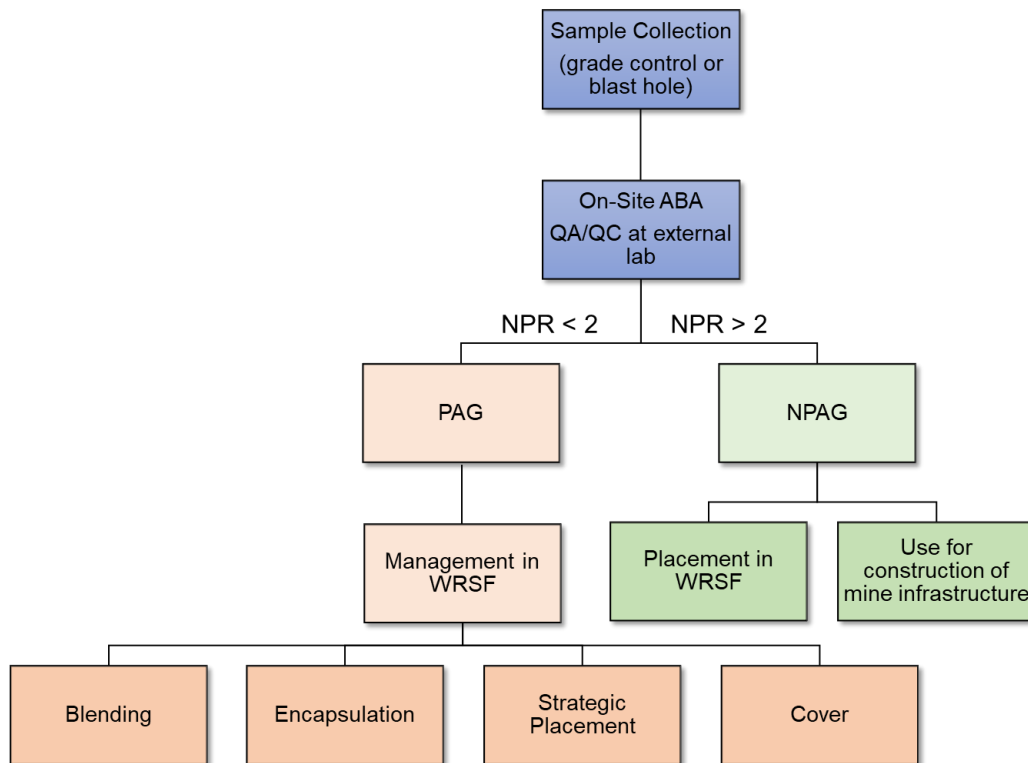 Sample Collection
(grade control or
blast hole)
On-Site ABA
QA/QC at external
lab
NPR < 2
NPR > 2
PAG
NPAG
Management in
WRSF
Placement in
WRSF
Use for
construction of
mine infrastructure
Blending
Encapsulation
Strategic
Placement
Cover